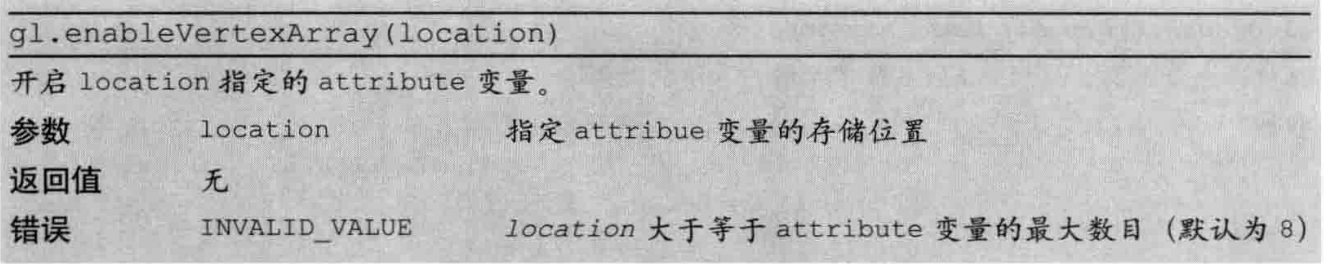 gl.enableVertexArray(location)
开启 location 指定的 attribute 变量。
参数 location 指定 attribue 变量的存储位置
返回值 无
错误 INVALID_VALUE location 大于等于 attribute 变量的最大数目（默认为 8）